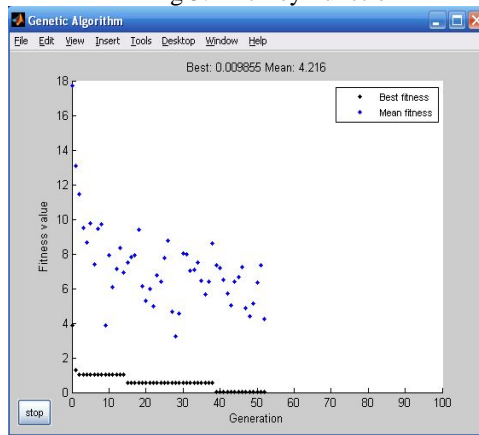 Genetic Algorithm
File Edit View Insert Tools Desktop Window Help
Best: 0.009855 Mean: 4.216
Best fitness
Mean fitness
18
16
14
12
10
8
6
4
2
0
Fitness value
0 10 20 30 40 50 60 70 80 90 100
Generation
stop